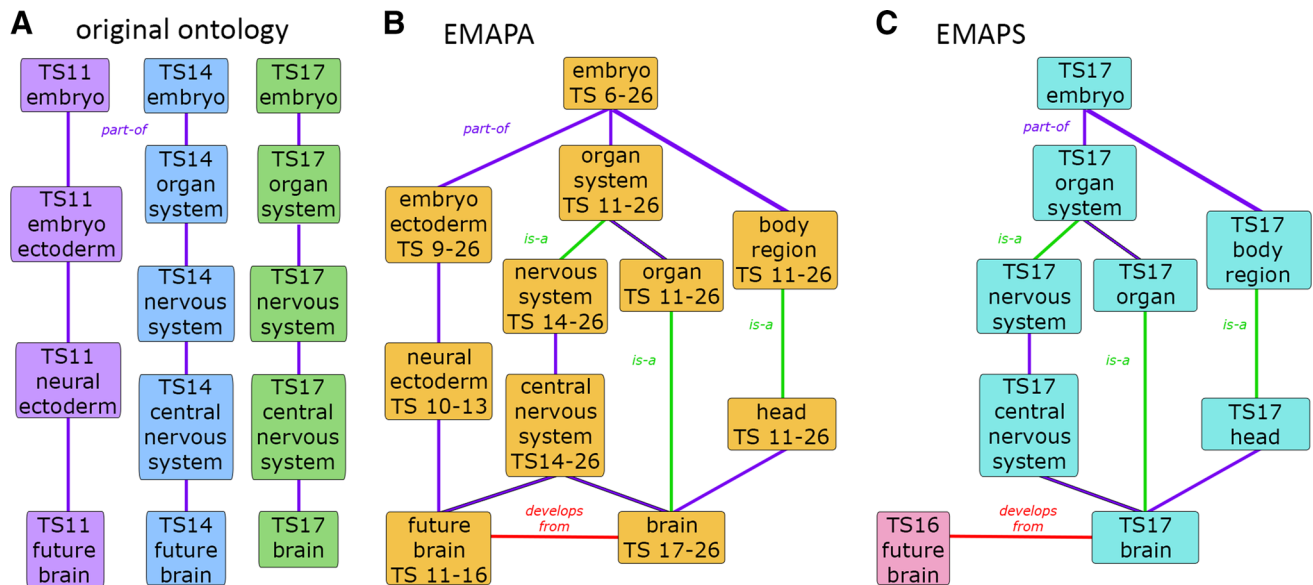 A
original ontology
TS11
embryo
TS14
embryo
TS17
embryo
part-of
TS14
organ
system
TS17
organ
system
TS11
embryo
ectoderm
TS14
nervous
system
TS17
nervous
system
TS11
neural
ectoderm
TS14
central
nervous
system
TS17
central
nervous
system
TS11
future
brain
TS14
future
brain
TS17
brain
B
EMAPA
embryo
TS 6-26
part-of
organ
system
TS 11-26
embryo
ectoderm
TS 9-26
body
region
TS 11-26
is-a
nervous
system
TS 14-26
organ
TS 11-26
is-a
is-a
neural
ectoderm
TS 10-13
central
nervous
system
TS14-26
head
TS 11-26
future
brain
TS 11-16
develops
from
brain
TS 17-26
C
EMAPS
TS17
embryo
part-of
TS17
organ
system
TS17
body
region
is-a
TS17
nervous
system
TS17
organ
is-a
is-a
TS17
central
nervous
system
TS17
head
TS16
future
brain
develops
from
TS17
brain